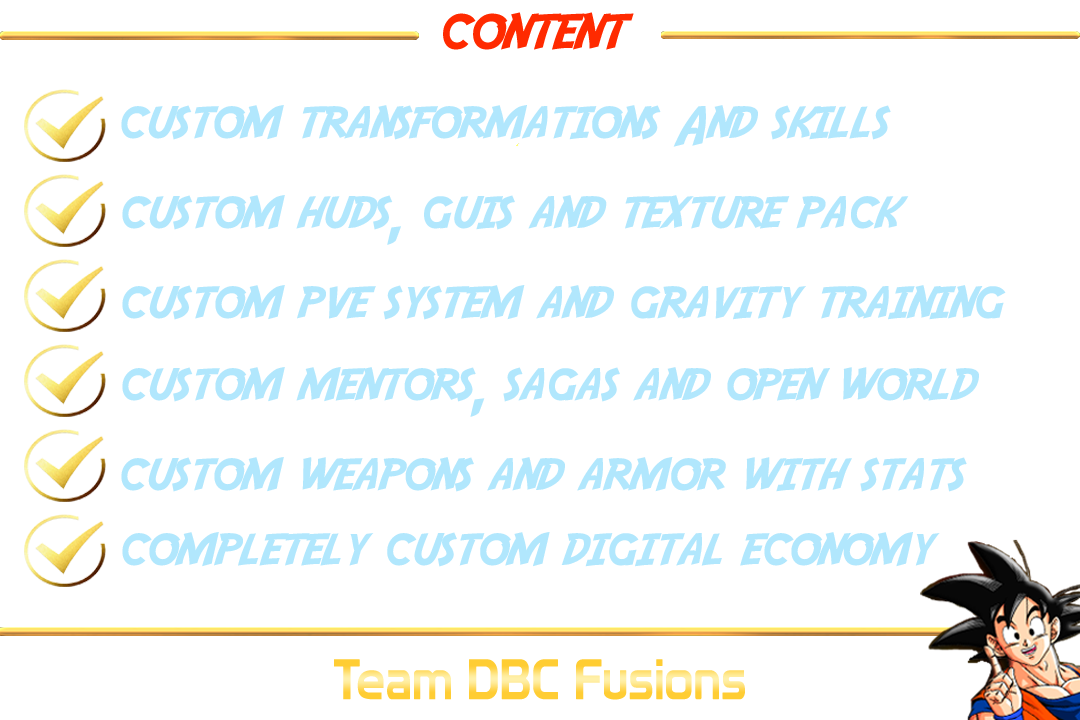 CONTENT
CUSTOM TRANSFORMATIONS AND SKILLS
CUSTOM HUDS, GUIS AND TEXTURE PACK
CUSTOM PVE SYSTEM AND GRAVITY TRAINING
CUSTOM MENTORS, SAGAS AND OPEN WORLD
CUSTOM WEAPONS AND ARMOR WITH STATS
COMPLETELY CUSTOM DIGITAL ECONOMY
Team DBC Fusions